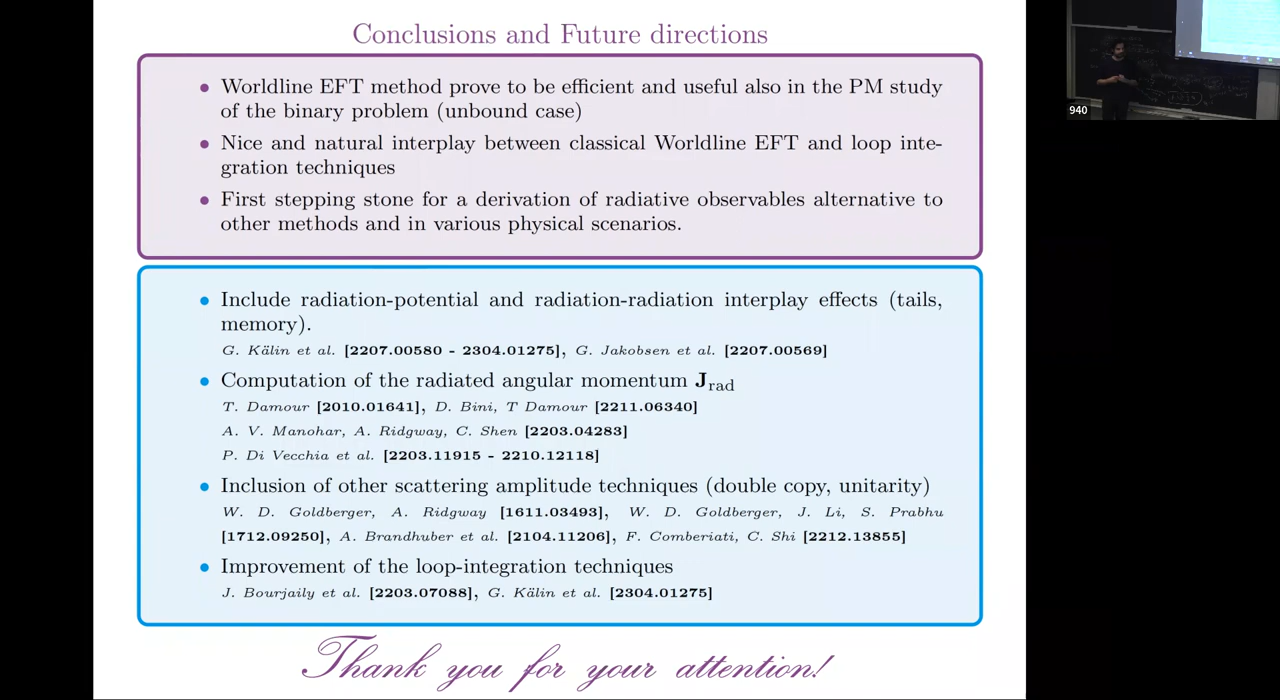 Conclusions and Future directions
• Worldline EFT method prove to be efficient and useful also in the PM study
of the binary problem (unbound case)
• Nice and natural interplay between classical Worldline EFT and loop inte-
gration techniques
• First stepping stone for a derivation of radiative observables alternative to
other methods and in various physical scenarios.
• Include radiation-potential and radiation-radiation interplay effects (tails,
memory).
G. Kälin et al. [2207.00580 - 2304.01275], G. Jakobsen et al. [2207.00569]
• Computation of the radiated angular momentum Jrad
T. Damour [2010.01641], D. Bini, T Damour [2211.06340]
A. V. Manohar, A. Ridgway, C. Shen [2203.04283]
P. Di Vecchia et al. [2203.11915 - 2210.12118]
• Inclusion of other scattering amplitude techniques (double copy, unitarity)
W. D. Goldberger, A. Ridgway [1611.03493], W. D. Goldberger, J. Li, S. Prabhu
[1712.09250], A. Brandhuber et al. [2104.11206], F. Comberiati, C. Shi [2212.13855]
• Improvement of the loop-integration techniques
J. Bourjaily et al. [2203.07088], G. Kälin et al. [2304.01275]
Thank you for your attention!
940